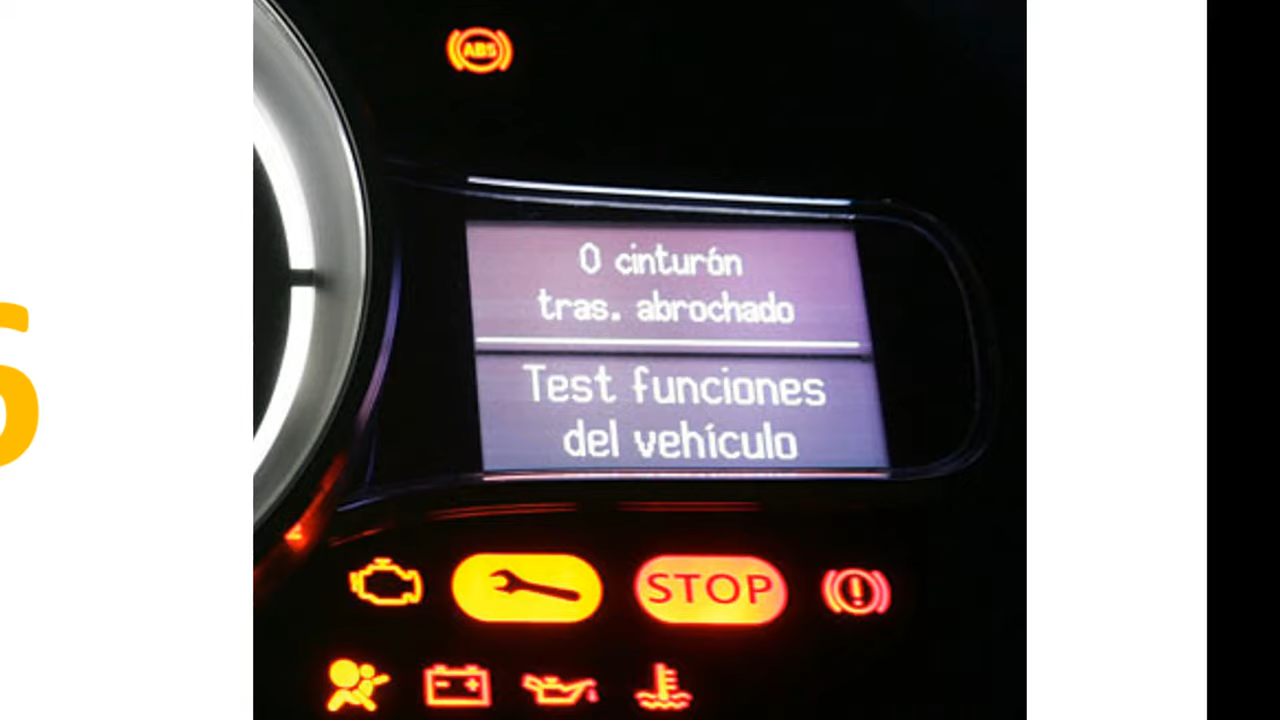 ABS
0 cinturón
tras. abrochado
Test funciones
del vehículo
STOP